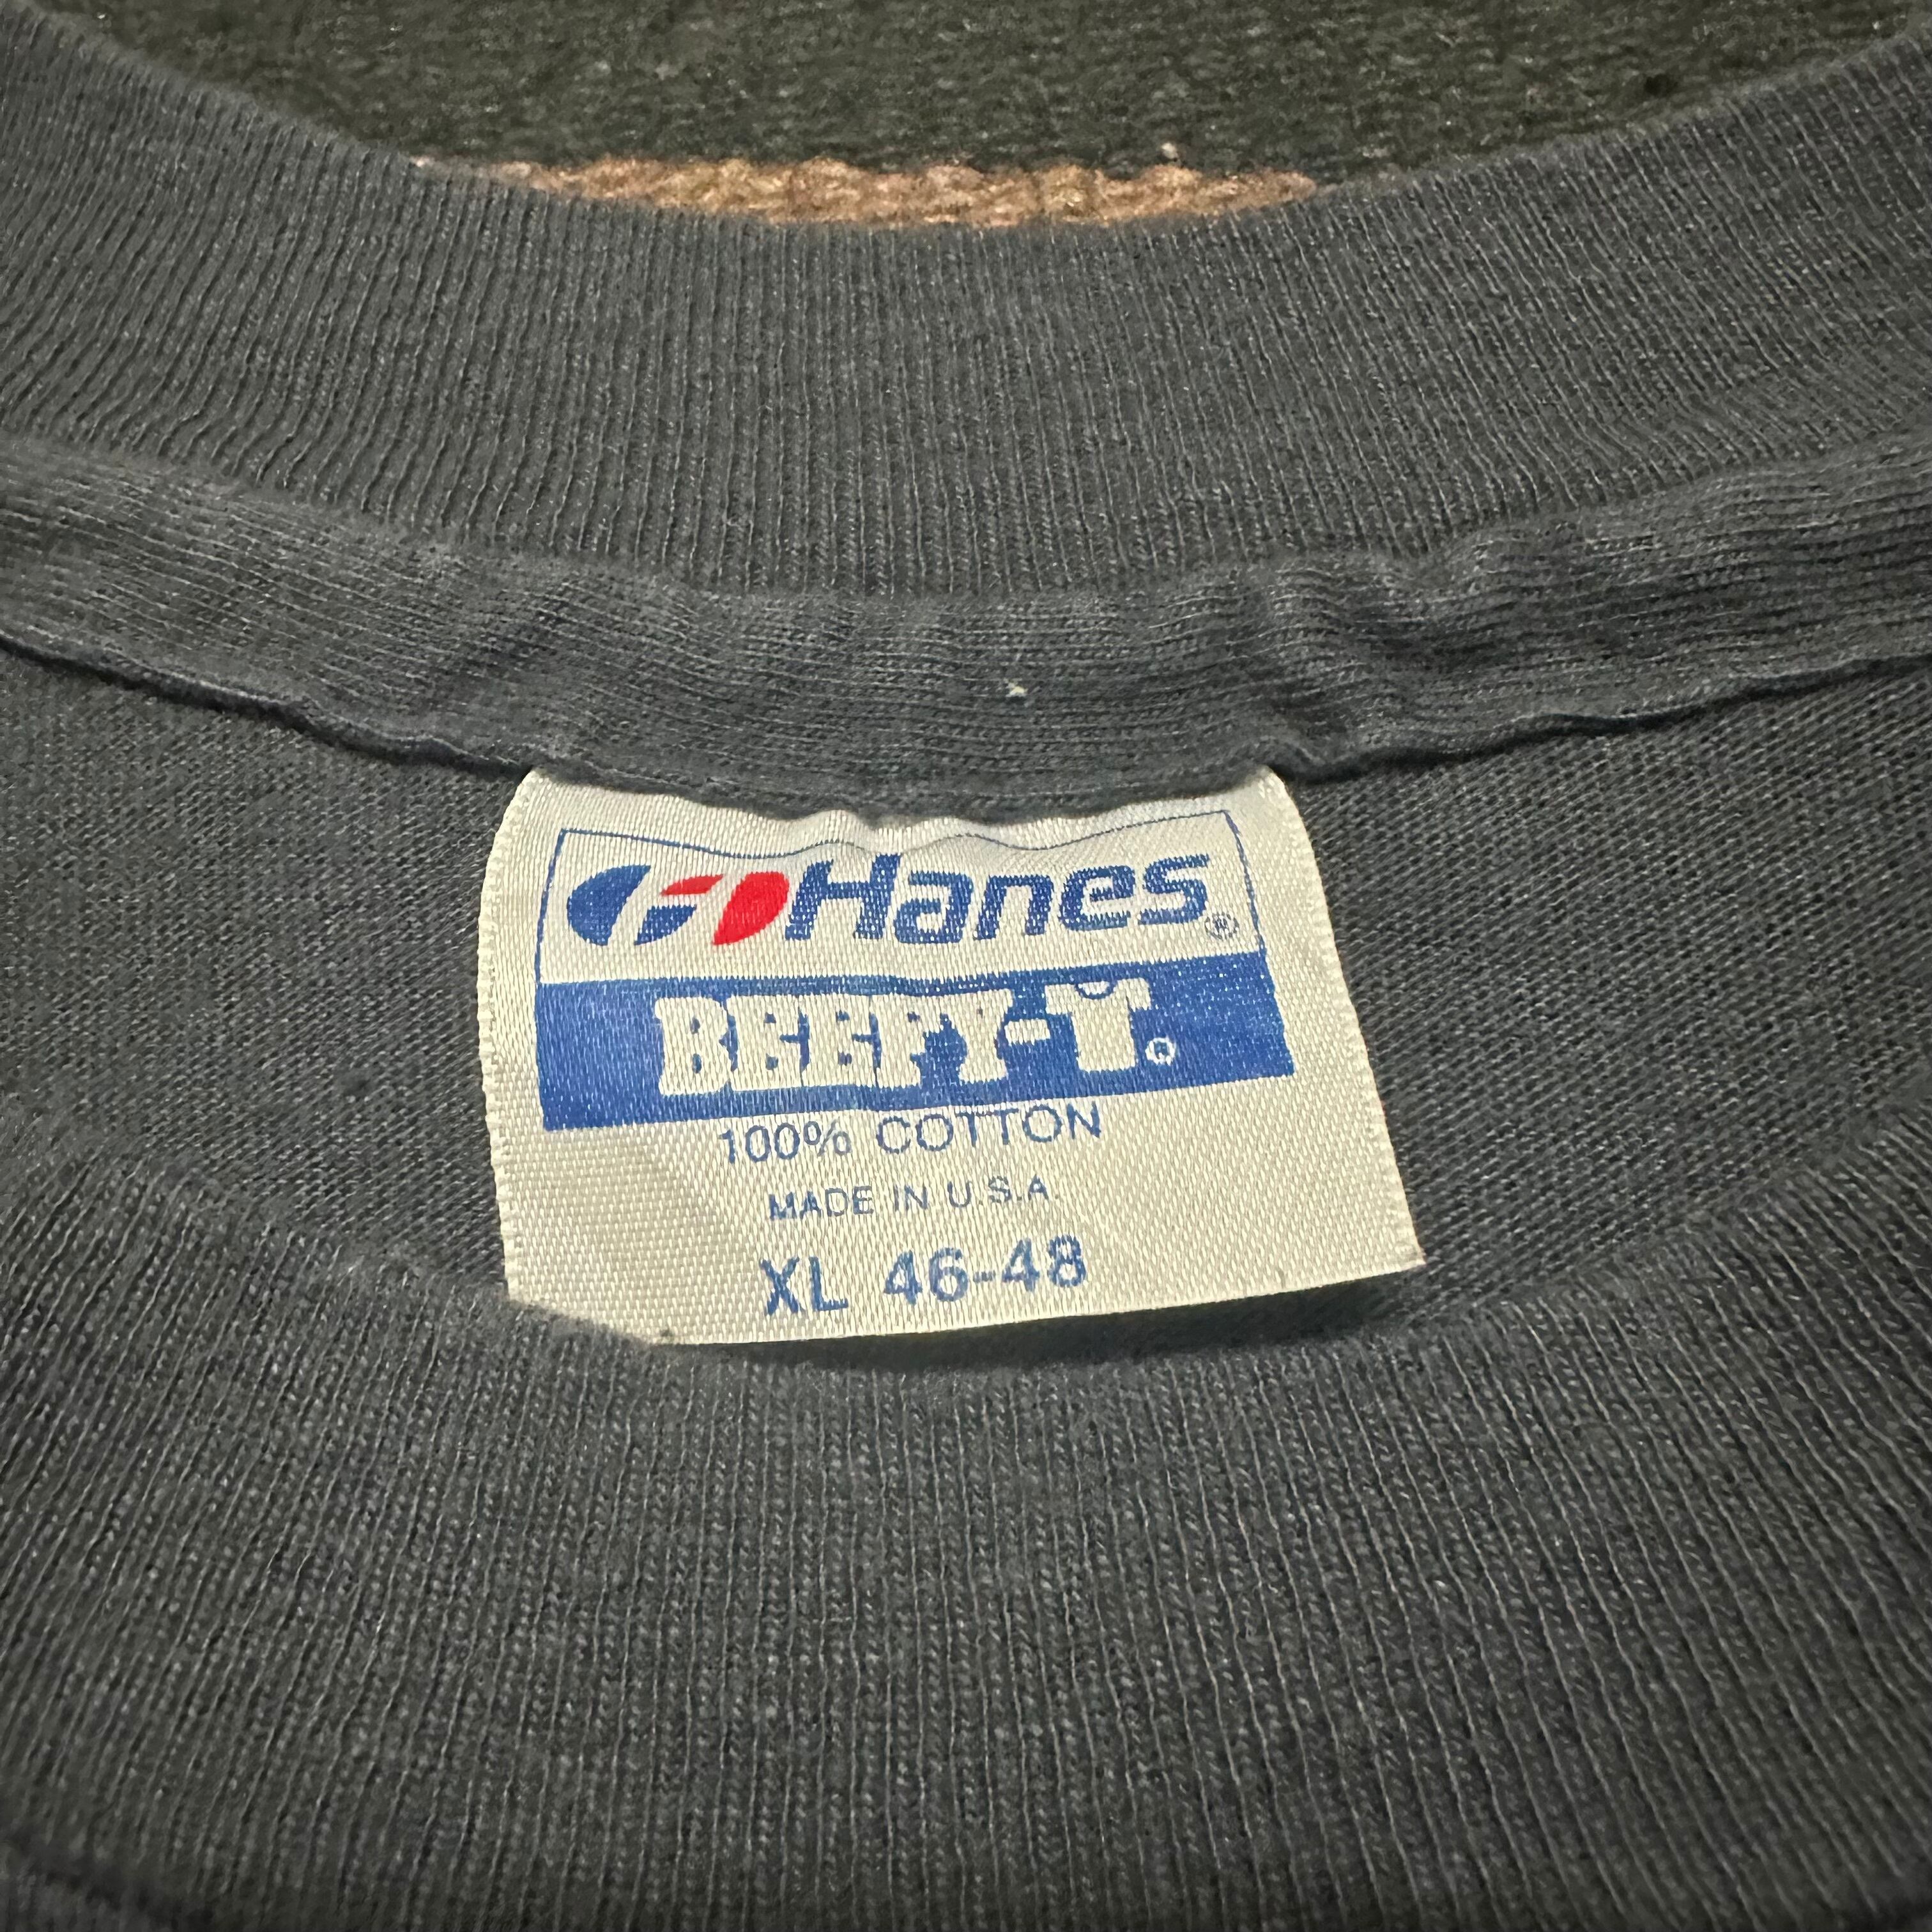 Hanes®
BEEFY-T®
100% COTTON
MADE IN U.S.A.
XL 46-48